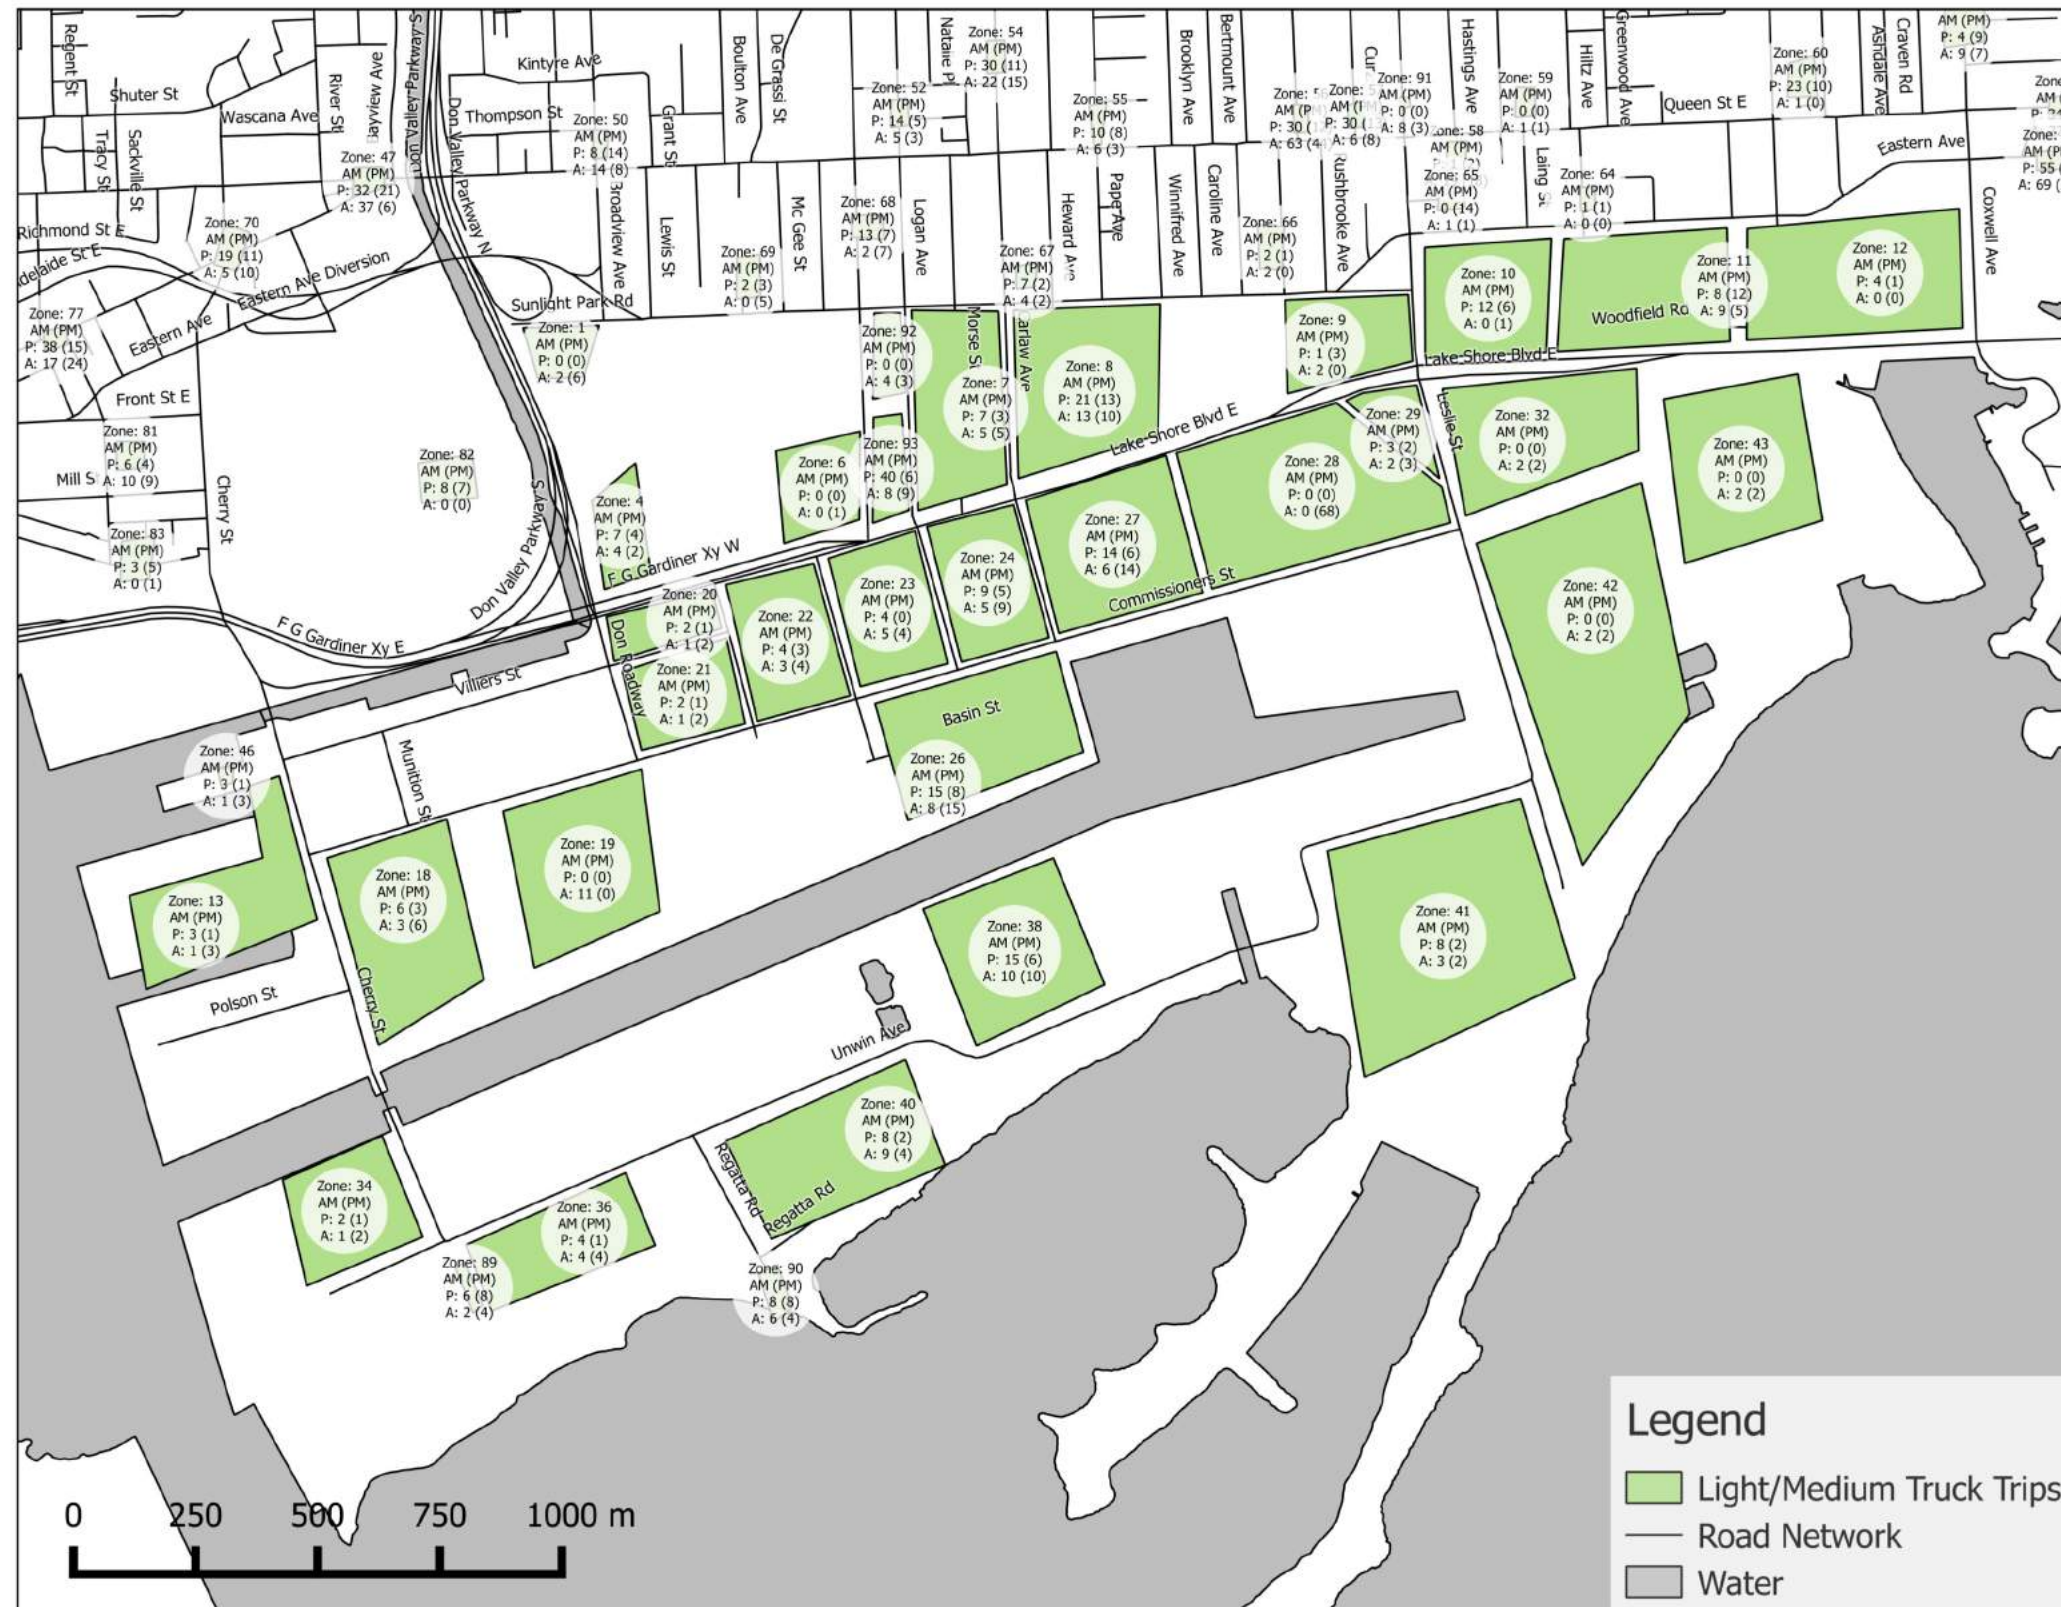 Regent St
Shuter St
Tracy St
Sackville St
Wascana Ave
River St
Don Valley Parkway S
Don Valley Parkway N
Kintyre Ave
Thompson St
Grant St
Boulton Ave
De Grassi St
Zone: 54
AM (PM)
P: 30 (11)
A: 22 (15)
Zone: 52
AM (PM)
P: 14 (5)
A: 5 (3)
Zone: 55
AM (PM)
P: 10 (8)
A: 6 (3)
Brooklyn Ave
Bertmount Ave
Zone: 91
AM (PM)
P: 0 (0)
A: 8 (3)
Hastings Ave
Zone: 59
AM (PM)
P: 0 (0)
A: 1 (1)
Hiltz Ave
Greenwood Ave
Queen St E
Zone: 60
AM (PM)
P: 23 (10)
A: 1 (0)
Ashdale Ave
Craven Rd
AM (PM)
P: 4 (9)
A: 9 (7)
Eastern Ave
Coxwell Ave
Zone: 50
AM (PM)
P: 8 (14)
A: 14 (8)
Zone: 47
AM (PM)
P: 32 (21)
A: 37 (6)
Zone: 58
AM (PM)
Zone: 65
AM (PM)
P: 0 (14)
A: 1 (1)
Laing St
Zone: 64
AM (PM)
P: 1 (1)
A: 0 (0)
Richmond St E
Zone: 70
AM (PM)
P: 19 (11)
A: 5 (10)
Eastern Ave Diversion
Broadview Ave
Lewis St
Mc Gee St
Zone: 69
AM (PM)
P: 2 (3)
A: 0 (5)
Zone: 68
AM (PM)
P: 13 (7)
A: 2 (7)
Logan Ave
Zone: 67
AM (PM)
P: 7 (2)
A: 4 (2)
Heward Ave
Pape Ave
Winnifred Ave
Caroline Ave
Zone: 66
AM (PM)
P: 2 (1)
A: 2 (0)
Rushbrooke Ave
Sunlight Park Rd
Zone: 1
AM (PM)
P: 0 (0)
A: 2 (6)
Zone: 77
AM (PM)
P: 38 (15)
A: 17 (24)
Eastern Ave
Front St E
Zone: 81
AM (PM)
P: 6 (4)
A: 10 (9)
Mill S
Zone: 83
AM (PM)
P: 3 (5)
A: 0 (1)
Cherry St
Zone: 82
AM (PM)
P: 8 (7)
A: 0 (0)
Don Valley Parkway S
Zone: 4
AM (PM)
P: 7 (4)
A: 4 (2)
Zone: 6
AM (PM)
P: 0 (0)
A: 0 (1)
Zone: 92
AM (PM)
P: 0 (0)
A: 4 (3)
Zone: 93
AM (PM)
P: 40 (6)
A: 8 (9)
Morse St
Zone: 7
AM (PM)
P: 7 (3)
A: 5 (5)
Carlaw Ave
Zone: 8
AM (PM)
P: 21 (13)
A: 13 (10)
Zone: 9
AM (PM)
P: 1 (3)
A: 2 (0)
Zone: 10
AM (PM)
P: 12 (6)
A: 0 (1)
Zone: 11
AM (PM)
P: 8 (12)
A: 9 (5)
Woodfield Rd
Zone: 12
AM (PM)
P: 4 (1)
A: 0 (0)
Lake Shore Blvd E
Lake Shore Blvd E
Zone: 29
AM (PM)
P: 3 (2)
A: 2 (3)
Leslie St
Zone: 32
AM (PM)
P: 0 (0)
A: 2 (2)
Zone: 43
AM (PM)
P: 0 (0)
A: 2 (2)
Zone: 28
AM (PM)
P: 0 (0)
A: 0 (68)
Zone: 27
AM (PM)
P: 14 (6)
A: 6 (14)
Commissioners St
Zone: 24
AM (PM)
P: 9 (5)
A: 5 (9)
Zone: 23
AM (PM)
P: 4 (0)
A: 5 (4)
Zone: 22
AM (PM)
P: 4 (3)
A: 3 (4)
Zone: 20
AM (PM)
P: 2 (1)
A: 1 (2)
Zone: 21
AM (PM)
P: 2 (1)
A: 1 (2)
Don Roadway
F G Gardiner Xy W
F G Gardiner Xy E
Zone: 42
AM (PM)
P: 0 (0)
A: 2 (2)
Villiers St
Munition St
Basin St
Zone: 26
AM (PM)
P: 15 (8)
A: 8 (15)
Zone: 46
AM (PM)
P: 3 (1)
A: 1 (3)
Zone: 13
AM (PM)
P: 3 (1)
A: 1 (3)
Zone: 18
AM (PM)
P: 6 (3)
A: 3 (6)
Zone: 19
AM (PM)
P: 0 (0)
A: 11 (0)
Polson St
Cherry St
Zone: 38
AM (PM)
P: 15 (6)
A: 10 (10)
Zone: 41
AM (PM)
P: 8 (2)
A: 3 (2)
Unwin Ave
Zone: 40
AM (PM)
P: 8 (2)
A: 9 (4)
Regatta Rd
Regatta Rd
Zone: 34
AM (PM)
P: 2 (1)
A: 1 (2)
Zone: 36
AM (PM)
P: 4 (1)
A: 4 (4)
Zone: 89
AM (PM)
P: 6 (8)
A: 2 (4)
Zone: 90
AM (PM)
P: 8 (8)
A: 6 (4)
Legend
Light/Medium Truck Trips
Road Network
Water
0 250 500 750 1000 m